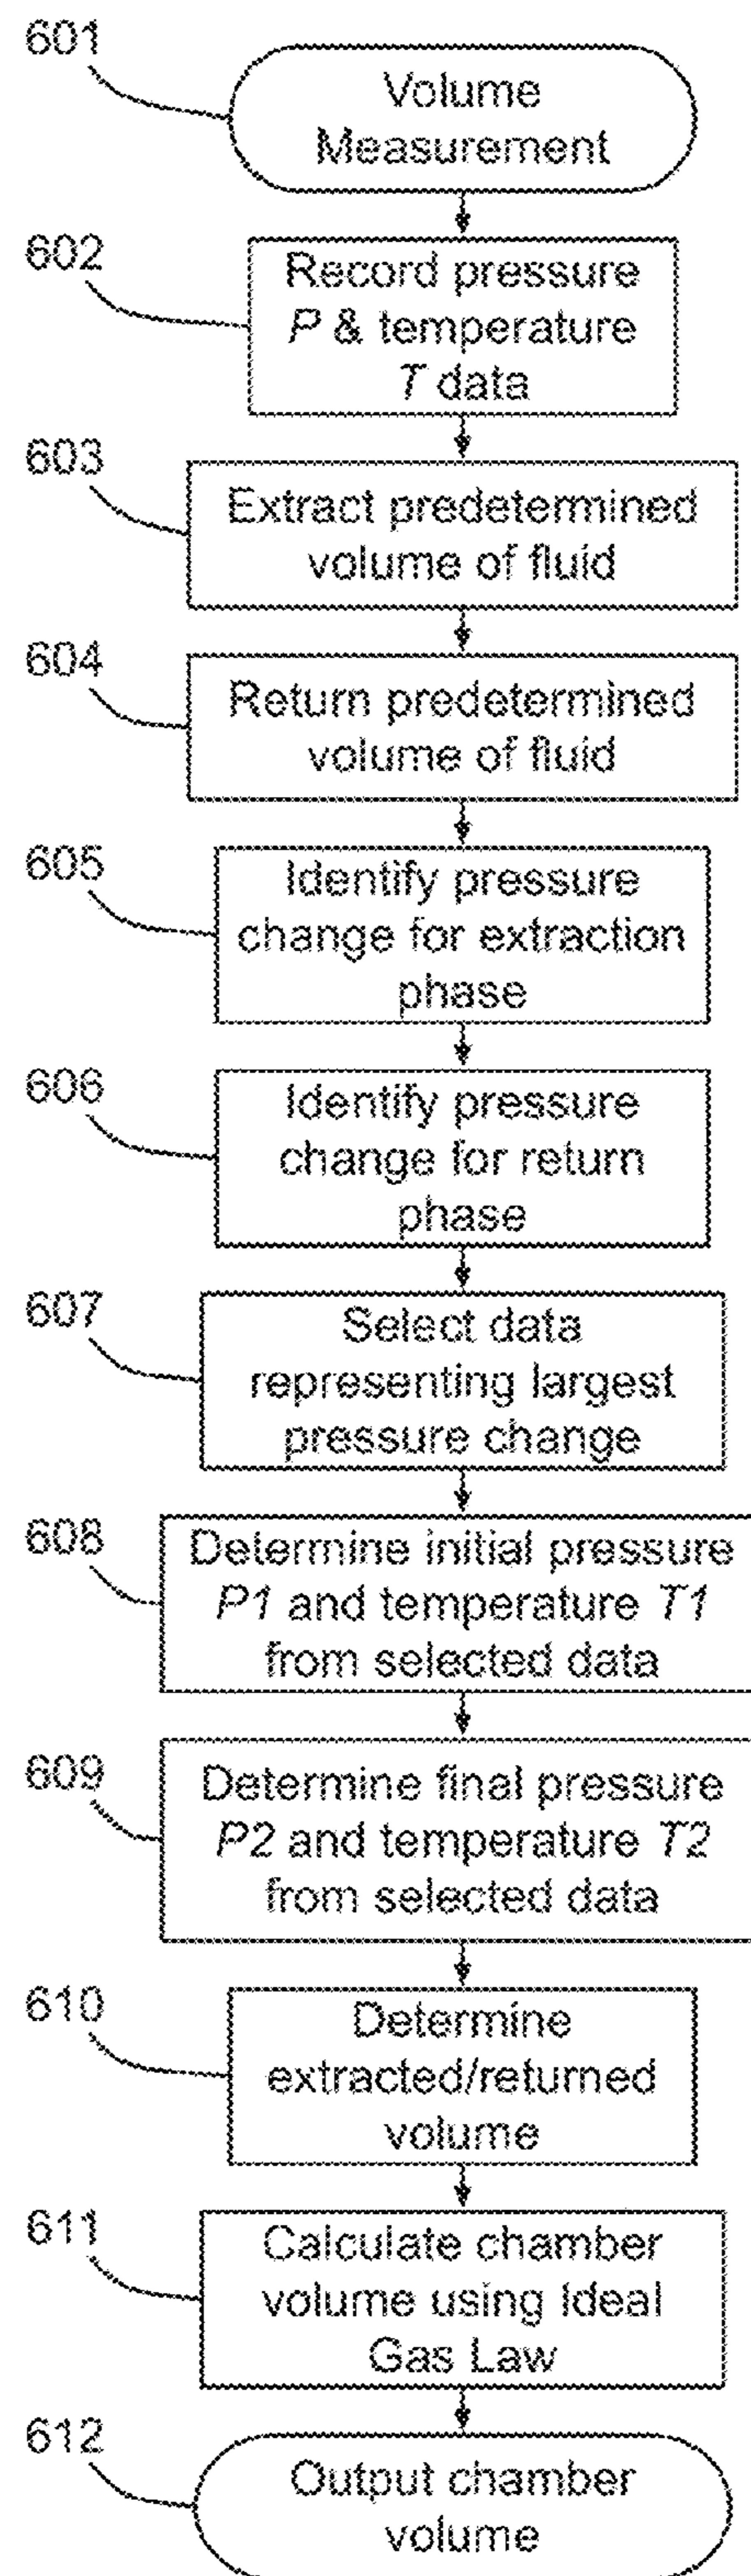 601
Volume
Measurement
602
Record pressure
P & temperature
T data
603
Extract predetermined
volume of fluid
604
Return predetermined
volume of fluid
605
Identify pressure
change for extraction
phase
606
Identify pressure
change for return
phase
607
Select data
representing largest
pressure change
608
Determine initial pressure
P1 and temperature T1
from selected data
609
Determine final pressure
P2 and temperature T2
from selected data
610
Determine
extracted/returned
volume
611
Calculate chamber
volume using Ideal
Gas Law
612
Output chamber
volume